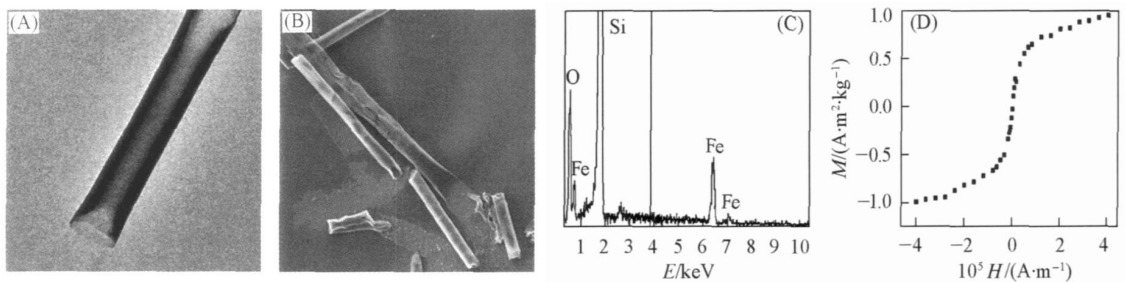 (A)
(B)
(C)
Si
O
Fe
Fe
Fe
1 2 3 4 5 6 7 8 9 10
E/keV
(D)
1.0
0.5
0.0
−0.5
−1.0
M/(A·m²·kg⁻¹)
−4 −2 0 2 4
10⁵ H/(A·m⁻¹)